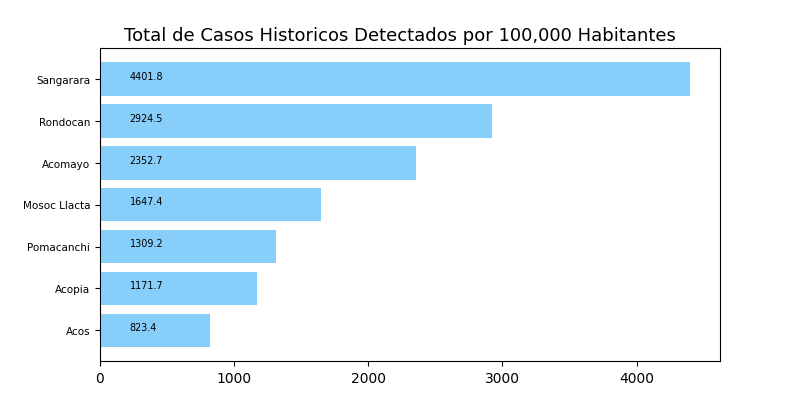 Total de Casos Historicos Detectados por 100,000 Habitantes
Sangarara 4401.8
Rondocan 2924.5
Acomayo 2352.7
Mosoc Llacta 1647.4
Pomacanchi 1309.2
Acopia 1171.7
Acos 823.4
0 1000 2000 3000 4000